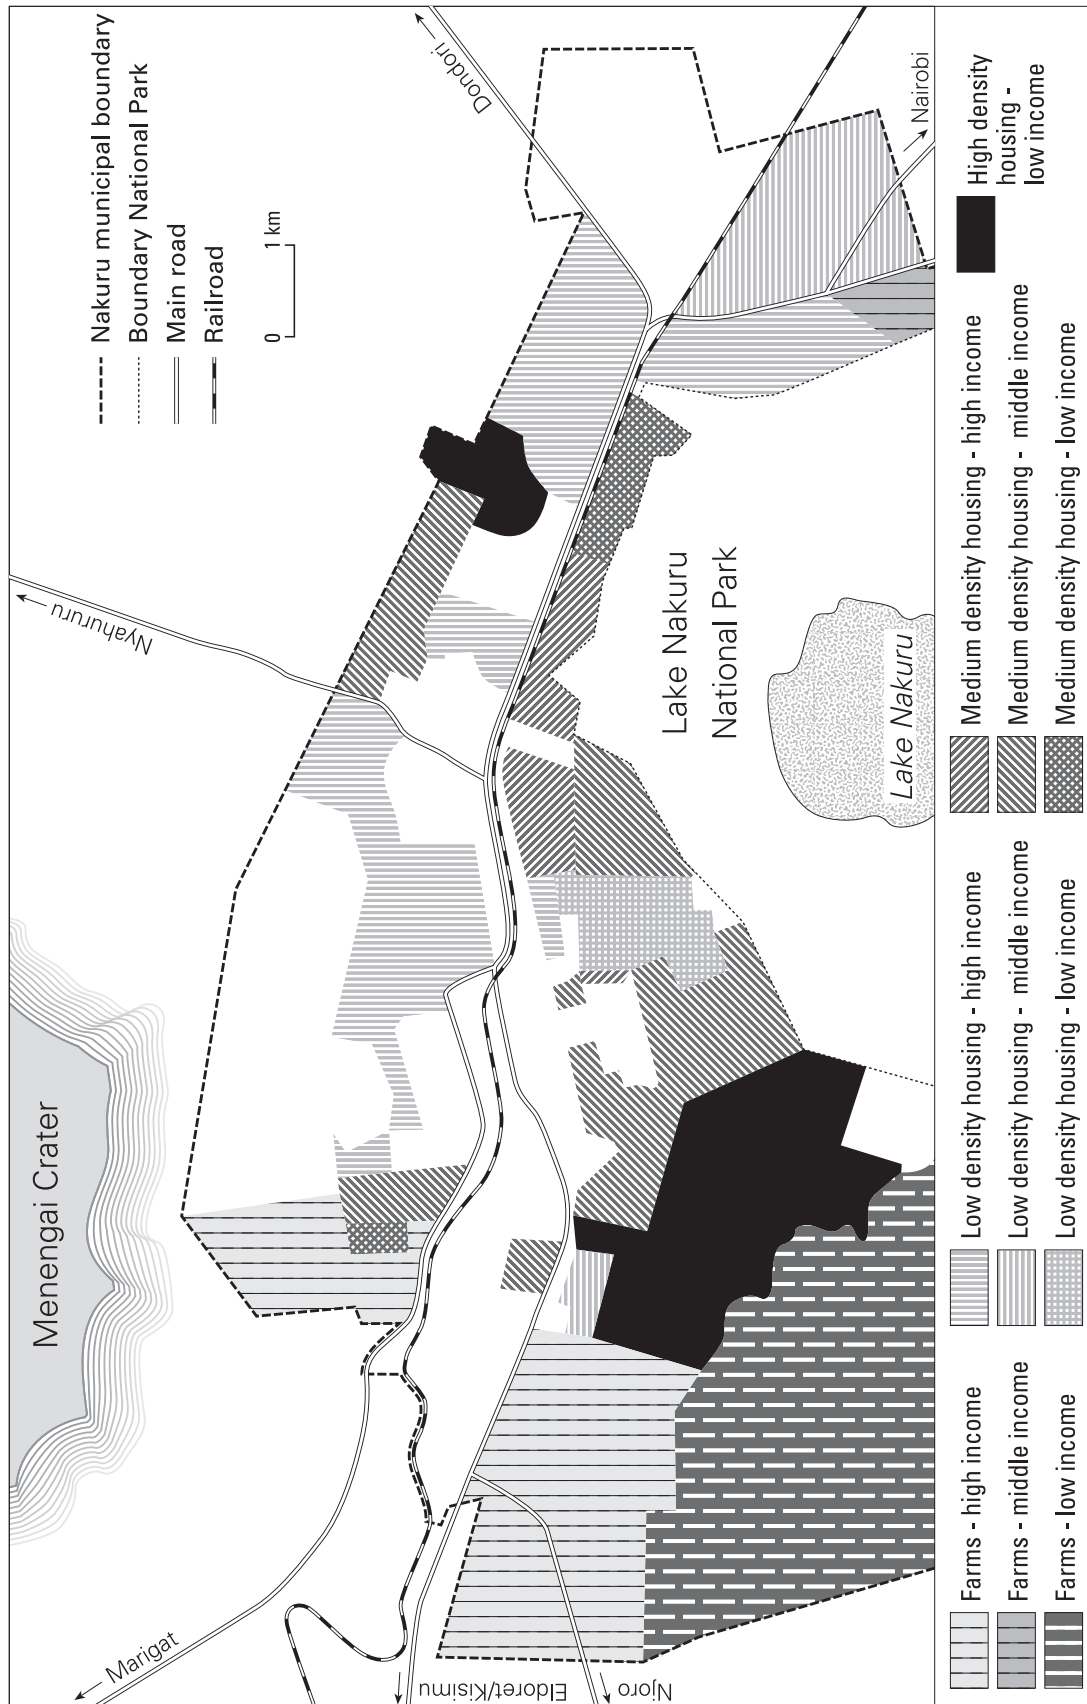 Menengai Crater
Nakuru municipal boundary
Boundary National Park
Main road
Railroad
0
1 km
Marigat
Nyahururu
Dondori
Eldoret/Kisimu
Njoro
Nairobi
Lake Nakuru
National Park
Lake Nakuru
Farms - high income
Farms - middle income
Farms - low income
Low density housing - high income
Low density housing - middle income
Low density housing - low income
Medium density housing - high income
Medium density housing - middle income
Medium density housing - low income
High density
housing -
low income